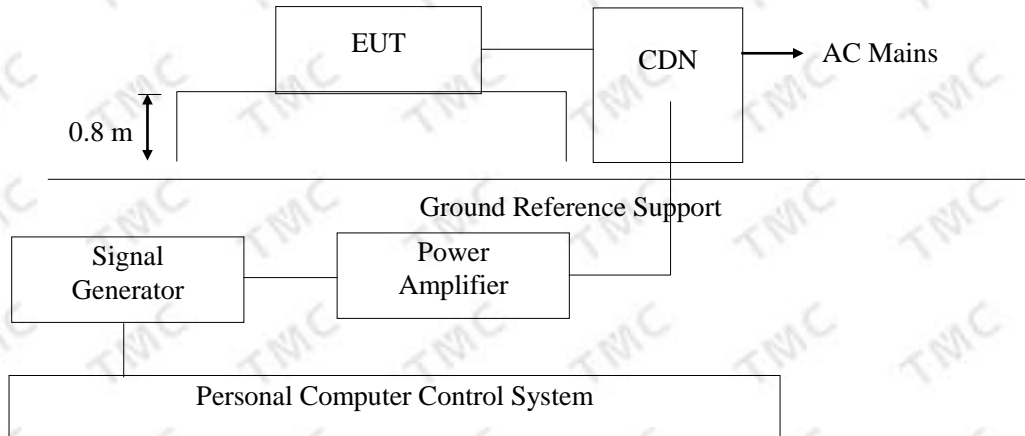 EUT
CDN
AC Mains
0.8 m
Ground Reference Support
Signal
Generator
Power
Amplifier
Personal Computer Control System
TMC